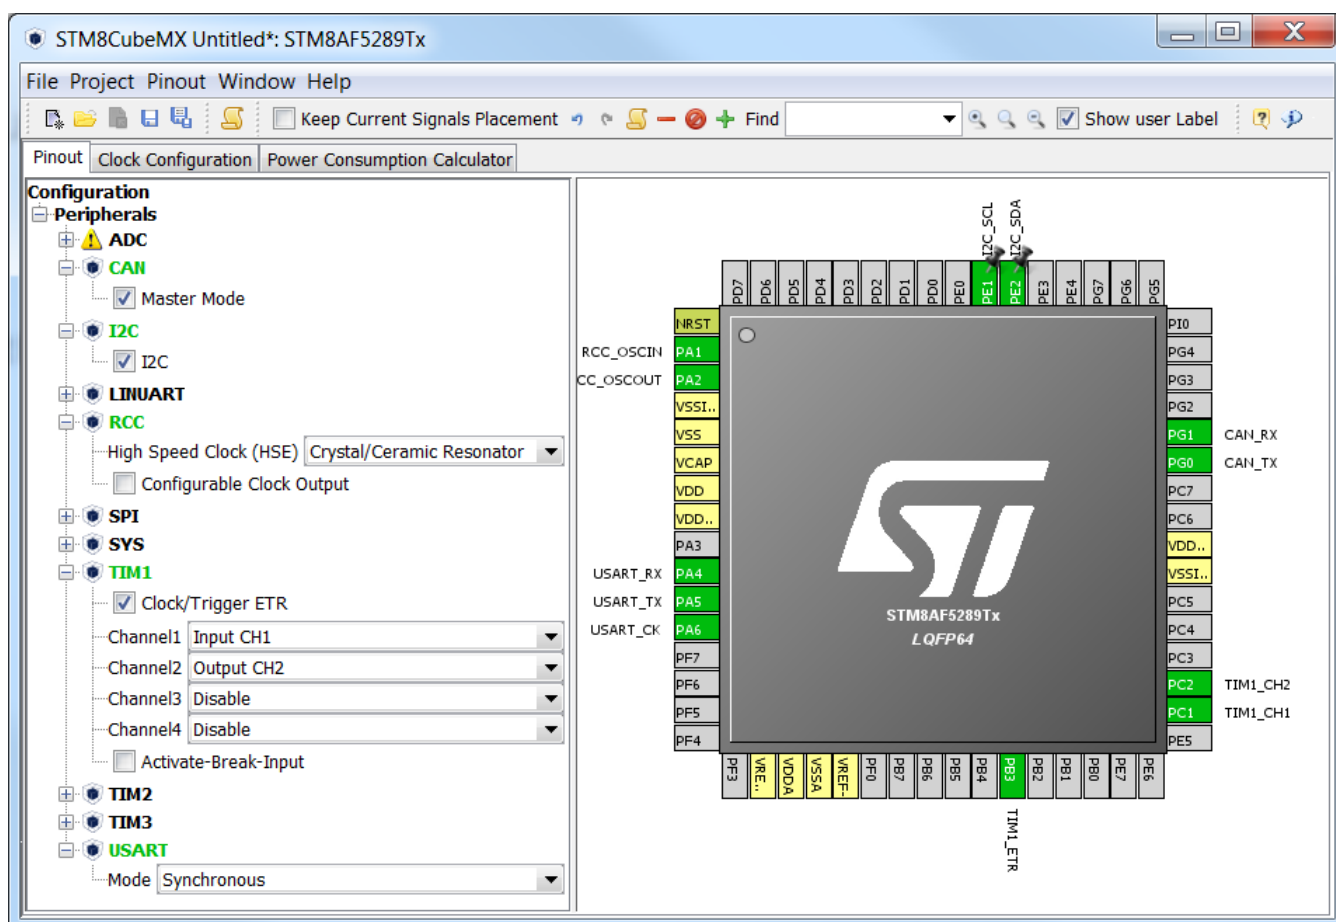 STM8CubeMX Untitled*: STM8AF5289Tx
File Project Pinout Window Help
Keep Current Signals Placement Find Show user Label
Pinout Clock Configuration Power Consumption Calculator
Configuration
Peripherals
ADC
CAN
Master Mode
I2C
I2C
LINUART
RCC
High Speed Clock (HSE) Crystal/Ceramic Resonator
Configurable Clock Output
SPI
SYS
TIM1
Clock/Trigger ETR
Channel1 Input CH1
Channel2 Output CH2
Channel3 Disable
Channel4 Disable
Activate-Break-Input
TIM2
TIM3
USART
Mode Synchronous
I2C_SCL
I2C_SDA
PD7 PD6 PD5 PD4 PD3 PD2 PD1 PD0 PE0 PE1 PE2 PE3 PE4 PG7 PG6 PG5
NRST
RCC_OSCIN PA1
CC_OSCOUT PA2
VSSI..
VSS
VCAP
VDD
VDD..
PA3
USART_RX PA4
USART_TX PA5
USART_CK PA6
PF7
PF6
PF5
PF4
ST
STM8AF5289Tx
LQFP64
PI0
PG4
PG3
PG2
PG1 CAN_RX
PG0 CAN_TX
PC7
PC6
VDD..
VSSI..
PC5
PC4
PC3
PC2 TIM1_CH2
PC1 TIM1_CH1
PE5
PF3 VRE.. VDDA VSSA VREF- PF0 PB7 PB6 PB5 PB4 PB3 PB2 PB1 PB0 PE7 PE6
TIM1_ETR